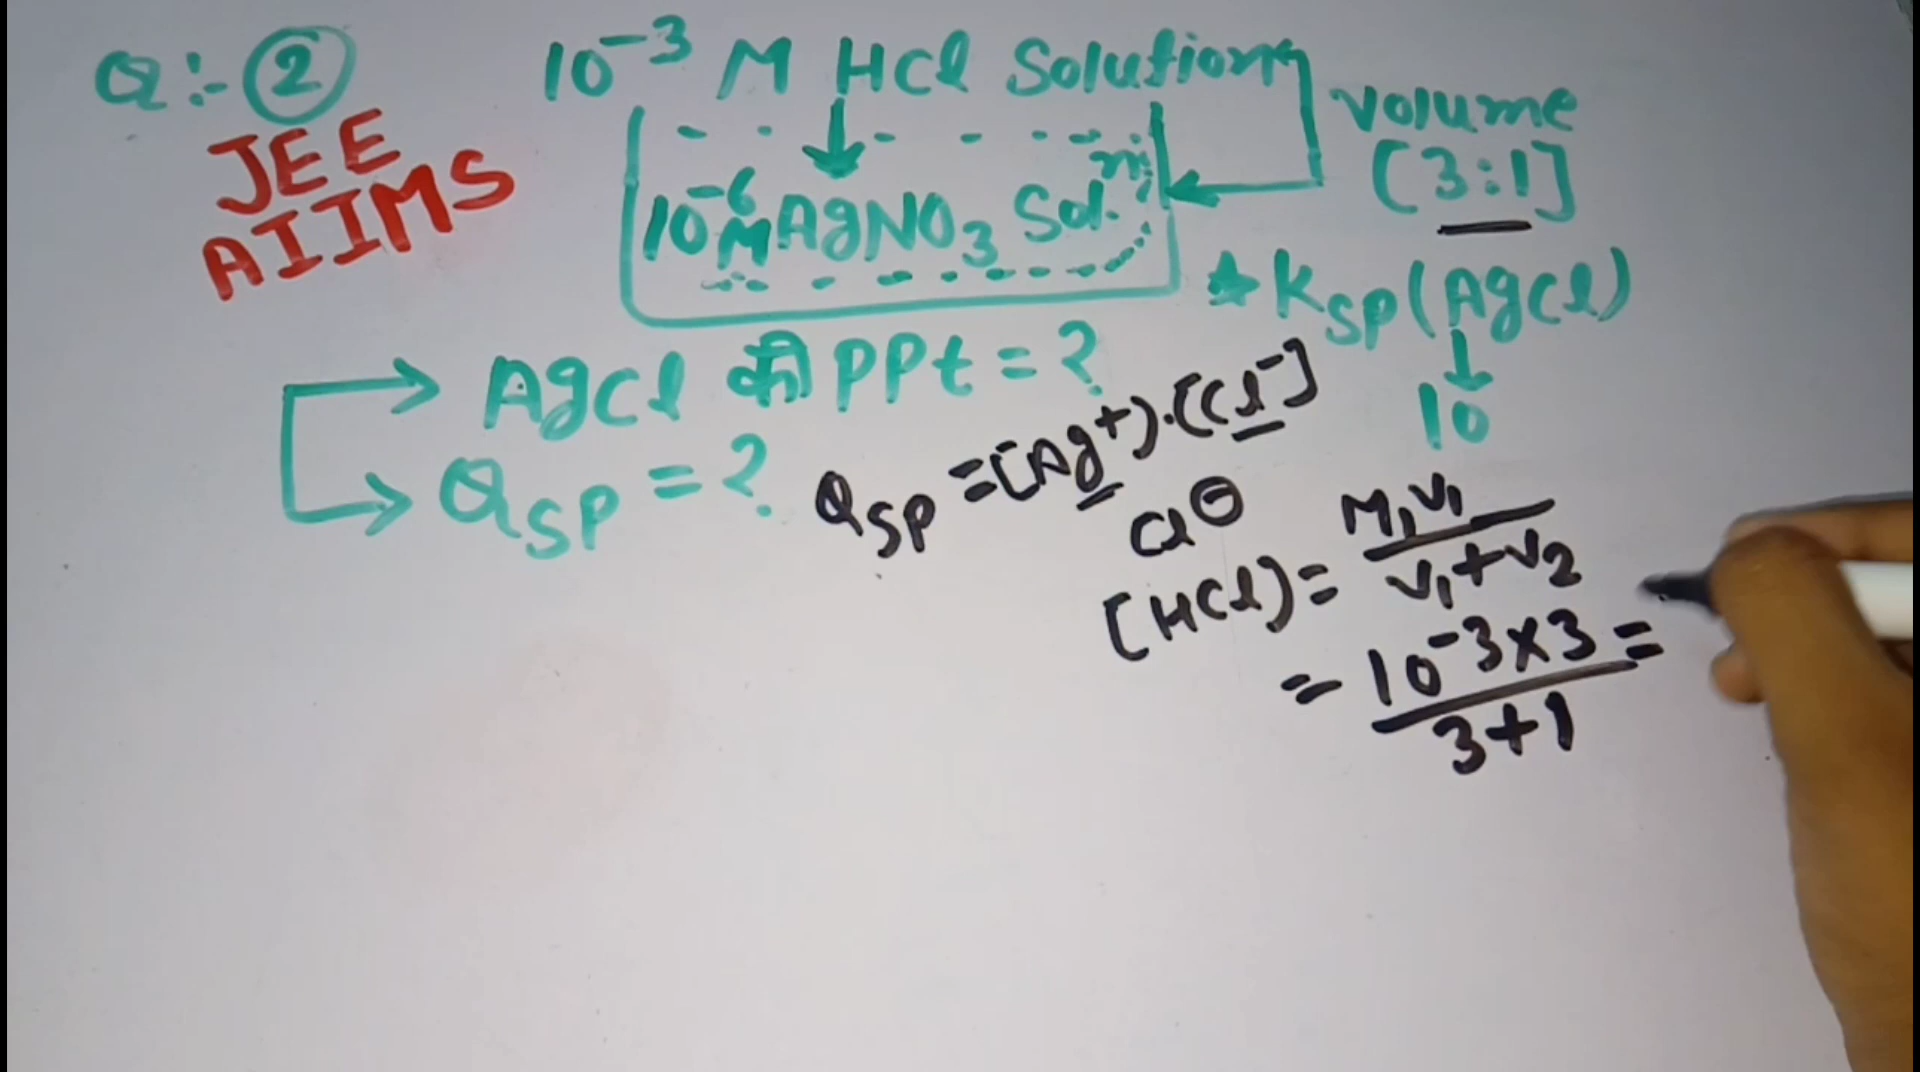 Q:- 2
JEE
AIIMS
10⁻³ M HCl Solution
10⁻⁶ M AgNO₃ Sol.ⁿ
Volume
[3:1]
* Ksp (AgCl)
↓
10
→ AgCl की PPt = ?
→ QSP = ?
QSP = [Ag⁺).[Cl⁻]
Cl⊖
[HCl) = M₁V₁ / V₁+V₂
= 10⁻³×3 / 3+1 =